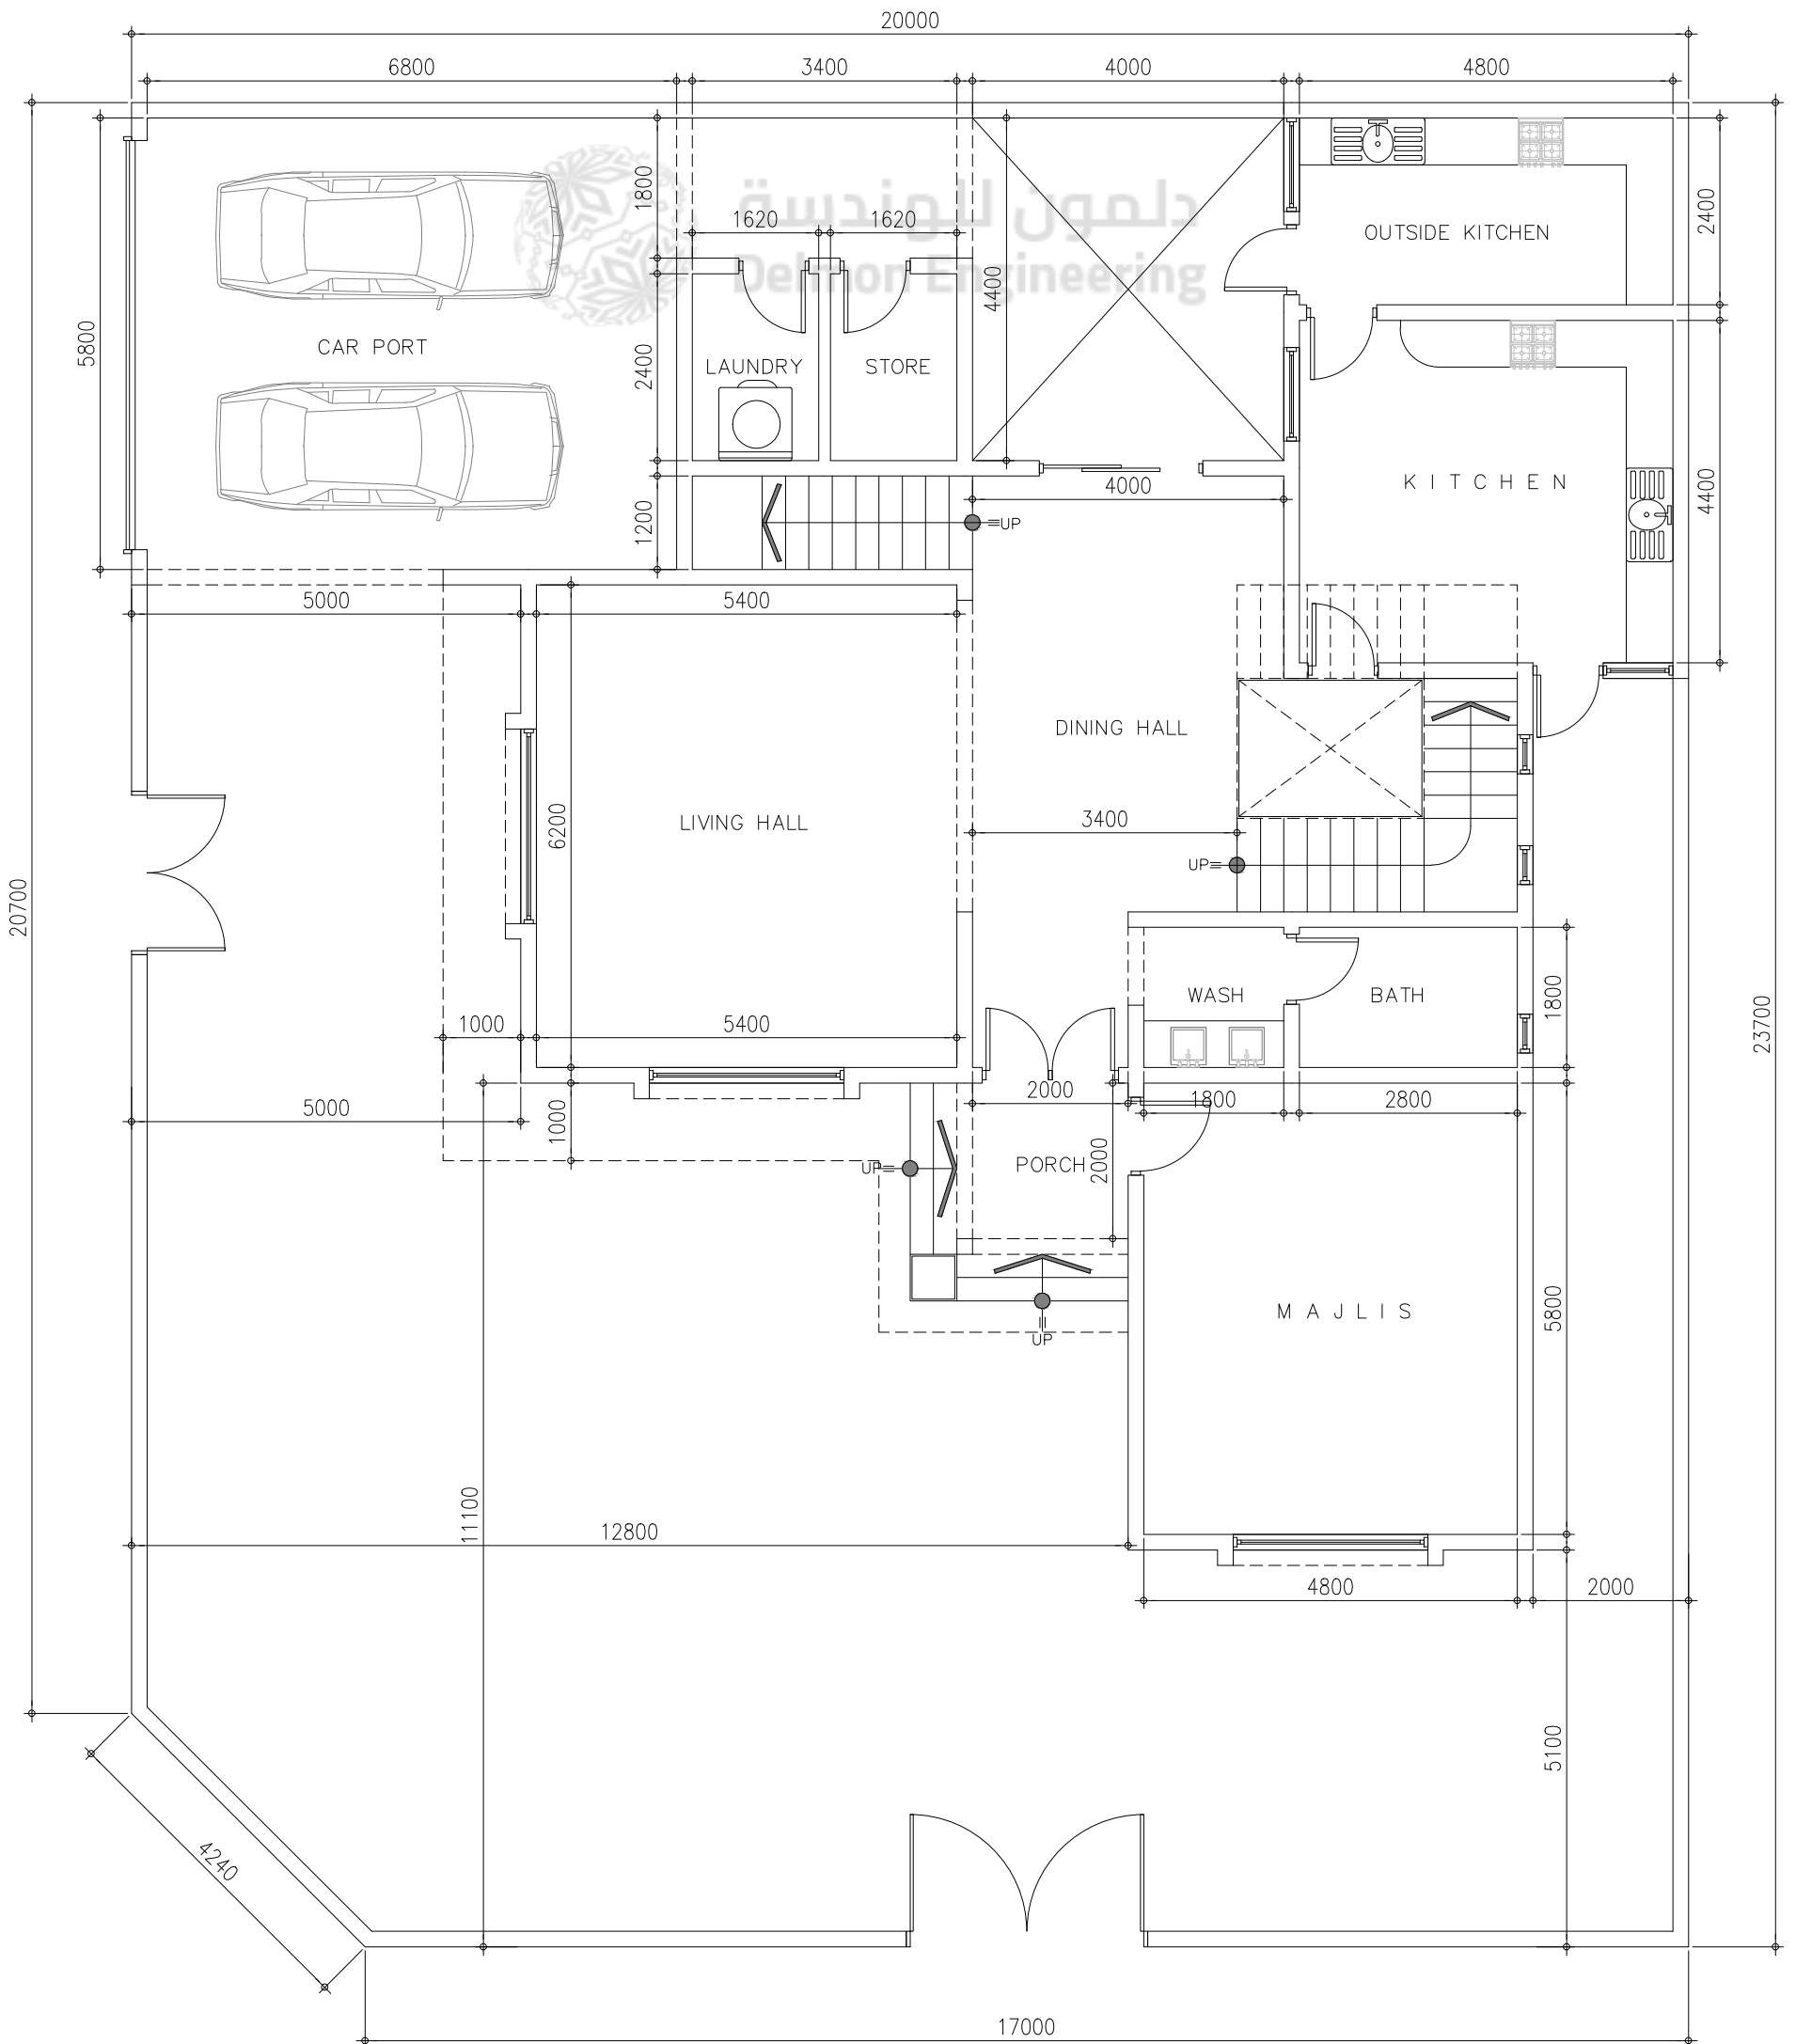 20000
6800
3400
4000
4800
دلمون للهندسة
Delmon Engineering
1800
1620
1620
2400
OUTSIDE KITCHEN
4400
5800
CAR PORT
2400
LAUNDRY
STORE
KITCHEN
4400
4000
1200
UP
5000
5400
DINING HALL
LIVING HALL
6200
3400
UP
20700
WASH
BATH
1800
23700
1000
5400
5000
1000
2000
1800
2800
UP
PORCH
2000
MAJLIS
5800
UP
11100
12800
4800
2000
5100
4240
17000